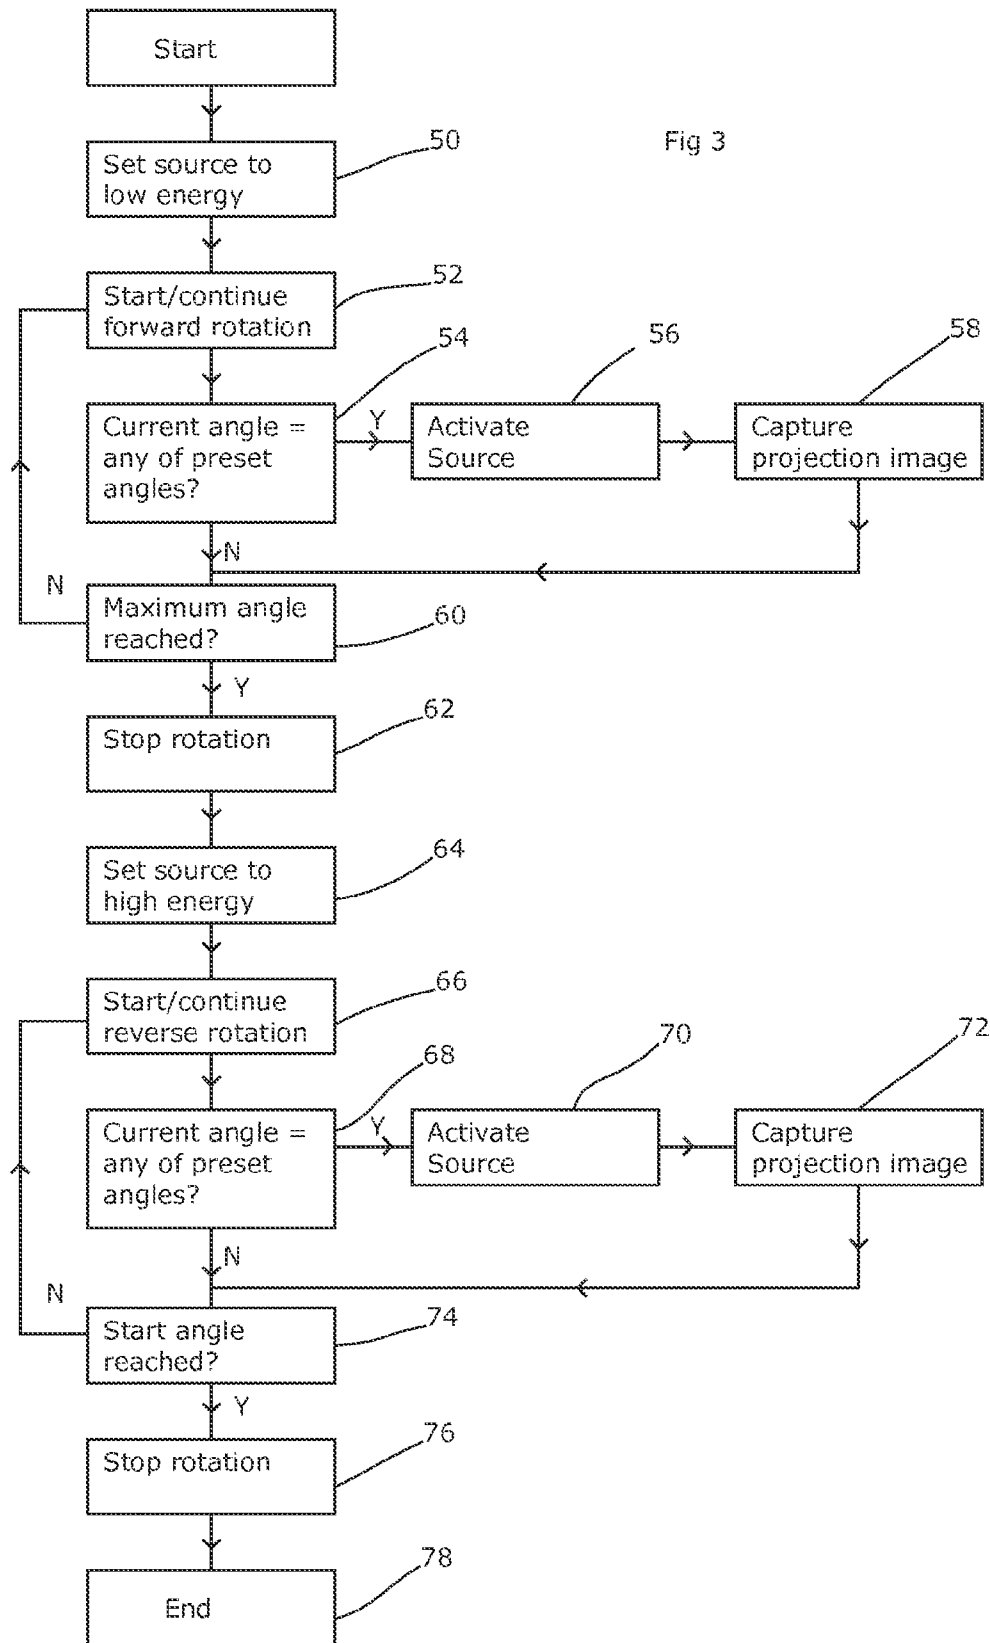 Start
Fig 3
50
Set source to
low energy
52
Start/continue
forward rotation
54
56
58
Current angle =
any of preset
angles?
Y
Activate
Source
Capture
projection image
N
N
Maximum angle
reached?
60
Y
62
Stop rotation
64
Set source to
high energy
66
Start/continue
reverse rotation
68
70
72
Current angle =
any of preset
angles?
Y
Activate
Source
Capture
projection image
N
N
Start angle
reached?
74
Y
76
Stop rotation
78
End